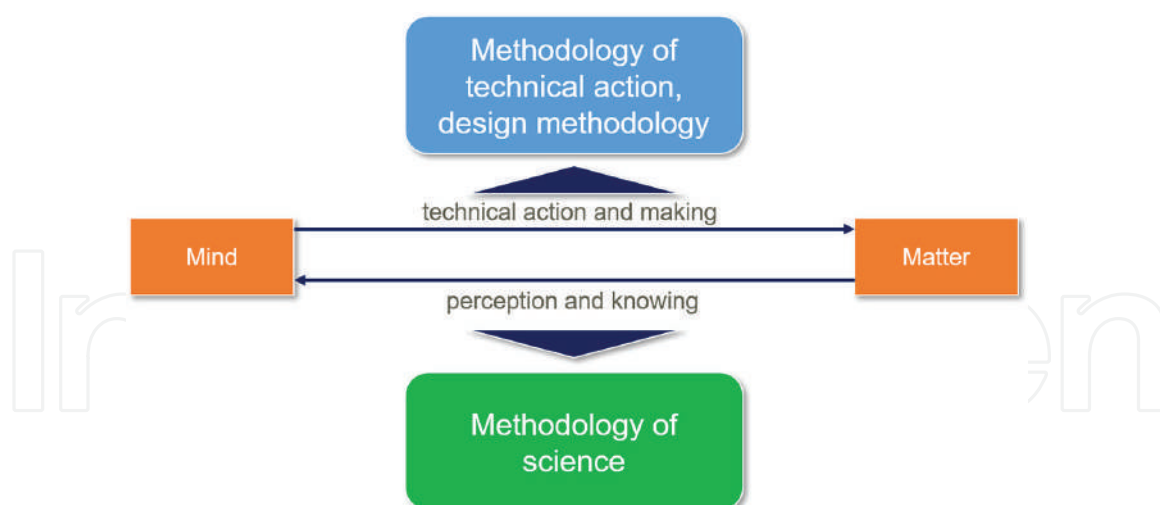 Methodology of
technical action,
design methodology
technical action and making
Mind
Matter
perception and knowing
Methodology of
science